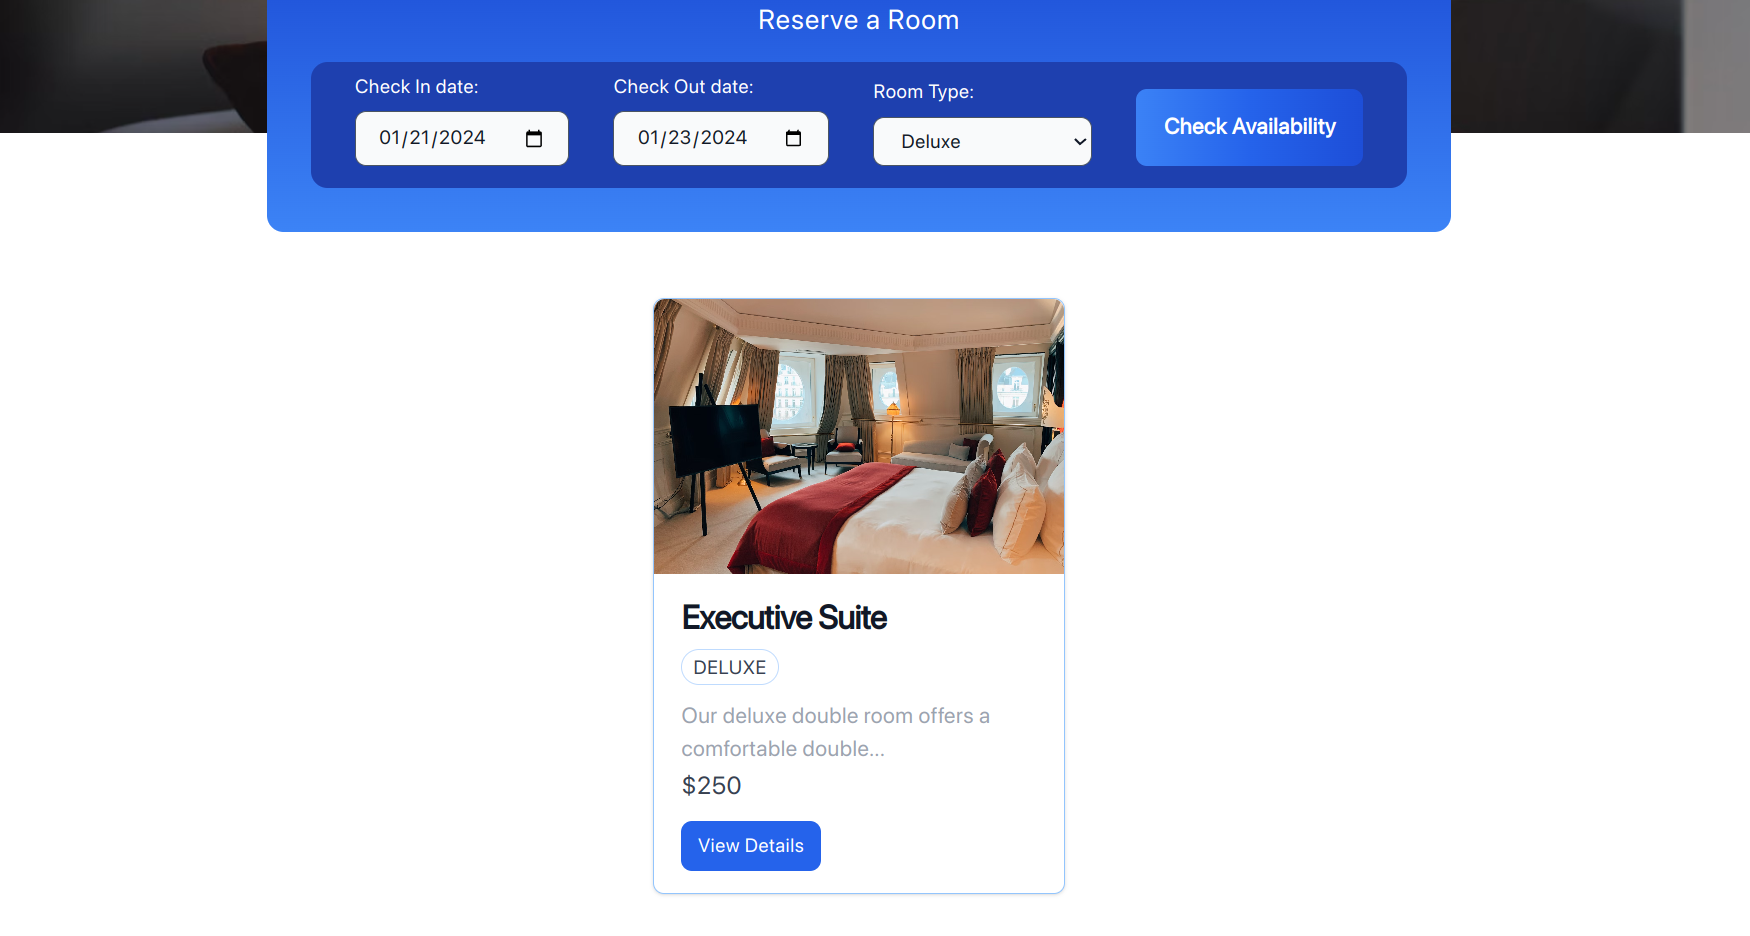 Reserve a Room
Check In date:
Check Out date:
Room Type:
01/21/2024
01/23/2024
Deluxe
Check Availability
Executive Suite
DELUXE
Our deluxe double room offers a
comfortable double...
$250
View Details